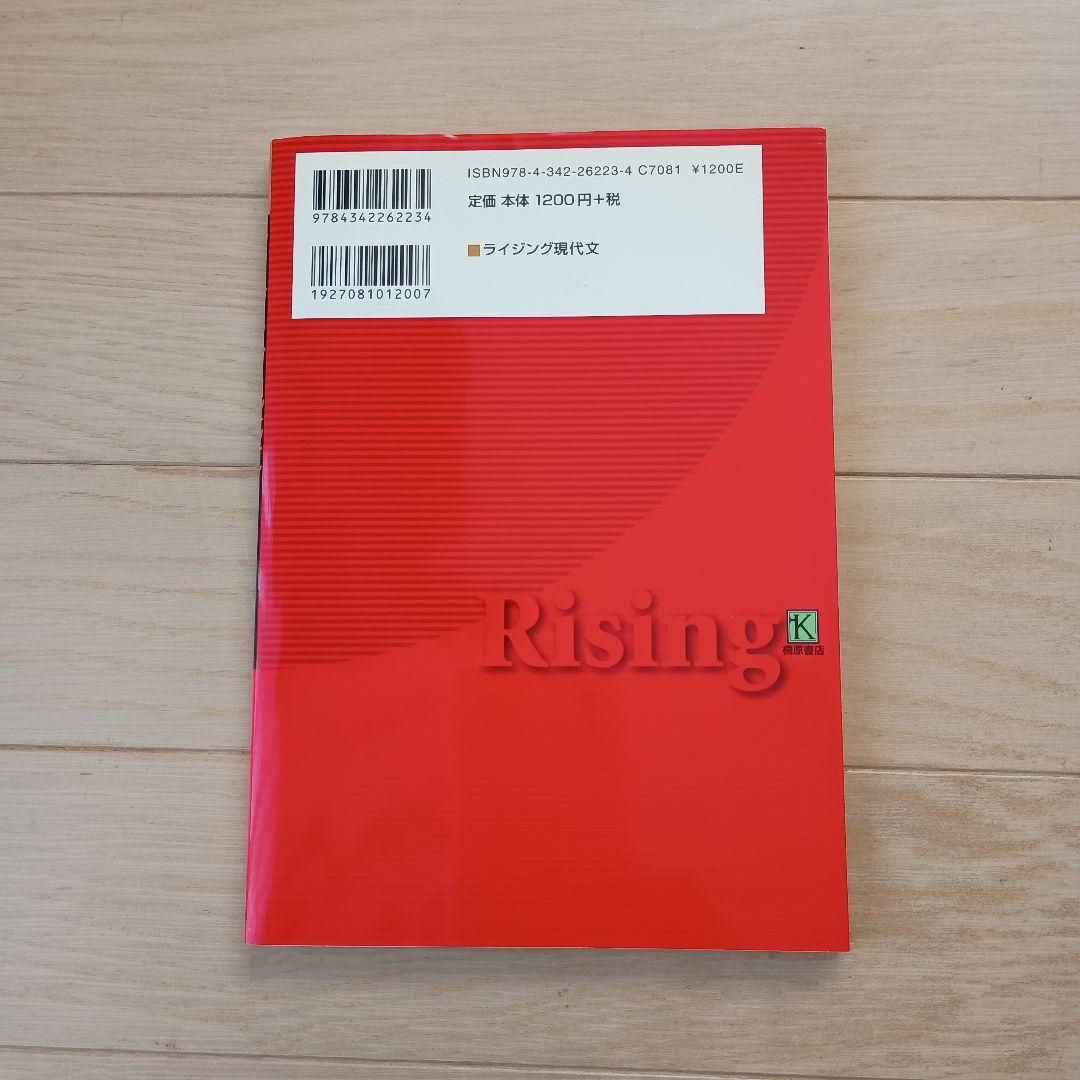 ISBN978-4-342-26223-4 C7081 ¥1200E
9784342262234
定価 本体 1200円+税
■ライジング現代文
1927081012007
Rising
K
桐原書店